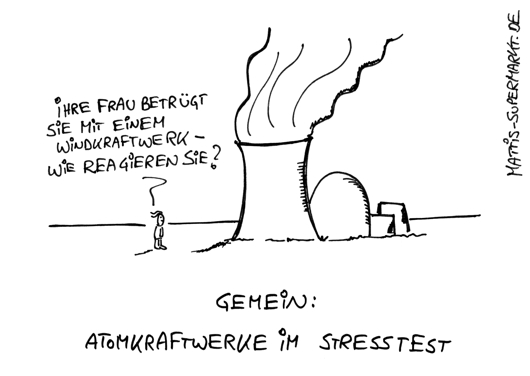 iHRE FRAU BETRÜGT
SiE MiT EiNEM
WiNDKRAFTWERK –
WiE REAGiEREN SiE?
MATTiS-SUPERMARKT.DE
GEMEiN:
ATOMKRAFTWERKE iM STRESSTEST